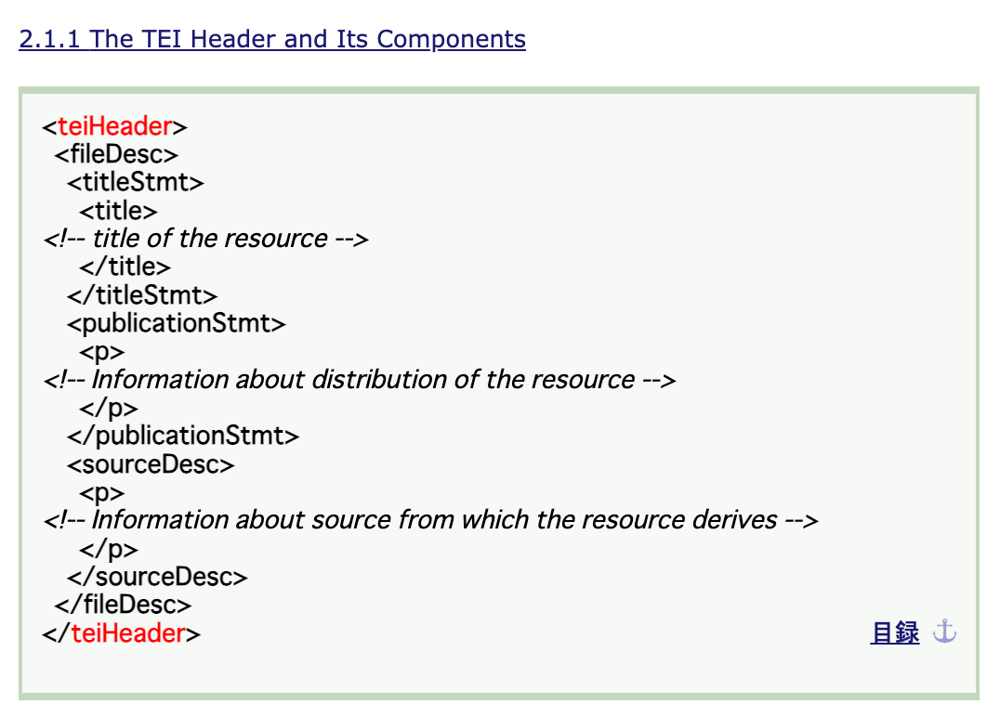 2.1.1 The TEI Header and Its Components
<teiHeader>
<fileDesc>
<titleStmt>
<title>
<!-- title of the resource -->
</title>
</titleStmt>
<publicationStmt>
<p>
<!-- Information about distribution of the resource -->
</p>
</publicationStmt>
<sourceDesc>
<p>
<!-- Information about source from which the resource derives -->
</p>
</sourceDesc>
</fileDesc>
</teiHeader>
目録